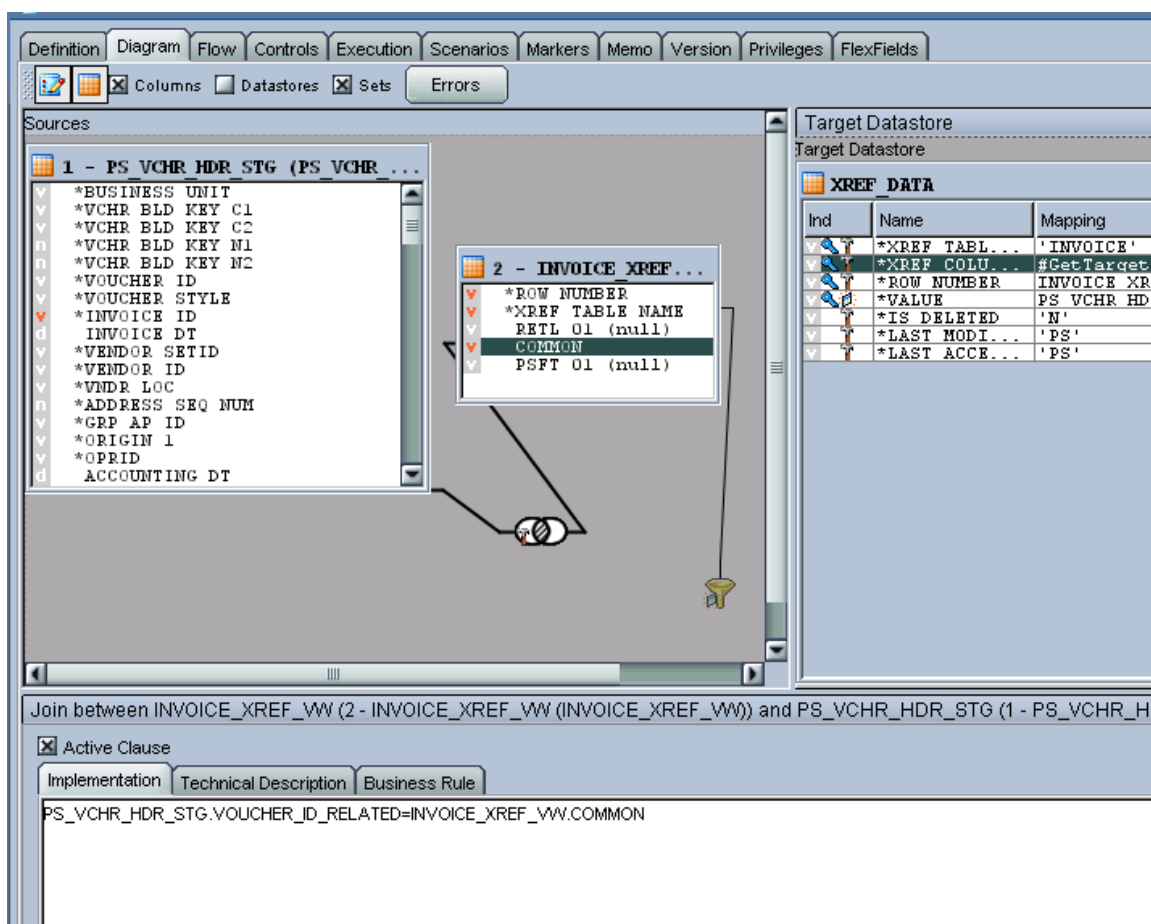 Definition Diagram Flow Controls Execution Scenarios Markers Memo Version Privileges FlexFields
Columns Datastores Sets Errors
Sources
1 - PS_VCHR_HDR_STG (PS_VCHR_...
v *BUSINESS UNIT
v *VCHR BLD KEY C1
v *VCHR BLD KEY C2
n *VCHR BLD KEY N1
n *VCHR BLD KEY N2
v *VOUCHER ID
v *VOUCHER STYLE
v *INVOICE ID
d INVOICE DT
v *VENDOR SETID
v *VENDOR ID
v *VNDR LOC
n *ADDRESS SEQ NUM
v *GRP AP ID
v *ORIGIN 1
v *OPRID
d ACCOUNTING DT
2 - INVOICE_XREF...
v *ROW NUMBER
v *XREF TABLE NAME
v RETL 01 (null)
v COMMON
v PSFT 01 (null)
Target Datastore
Target Datastore
XREF_DATA
Ind Name Mapping
v *XREF TABL... 'INVOICE'
v *XREF COLU... #GetTarget
v *ROW NUMBER INVOICE XR
v *VALUE PS VCHR HD
v *IS DELETED 'N'
v *LAST MODI... 'PS'
v *LAST ACCE... 'PS'
Join between INVOICE_XREF_VW (2 - INVOICE_XREF_VW (INVOICE_XREF_VW)) and PS_VCHR_HDR_STG (1 - PS_VCHR_H
Active Clause
Implementation Technical Description Business Rule
PS_VCHR_HDR_STG.VOUCHER_ID_RELATED=INVOICE_XREF_VW.COMMON